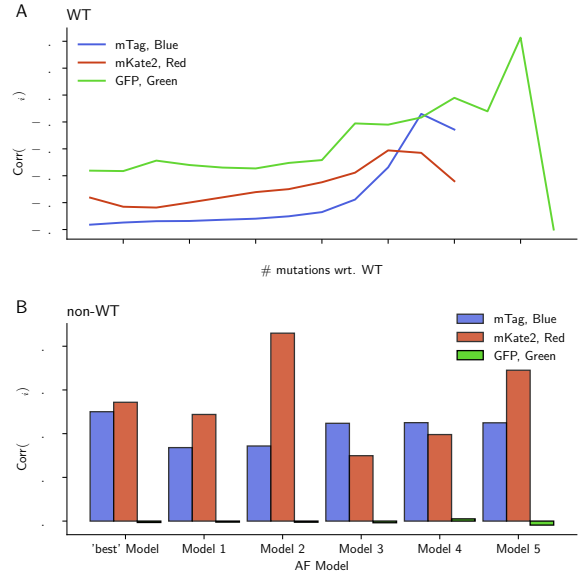 A
WT
mTag, Blue
mKate2, Red
GFP, Green
Corr( i)
# mutations wrt. WT
B
non-WT
mTag, Blue
mKate2, Red
GFP, Green
Corr( i)
'best' Model
Model 1
Model 2
Model 3
Model 4
Model 5
AF Model